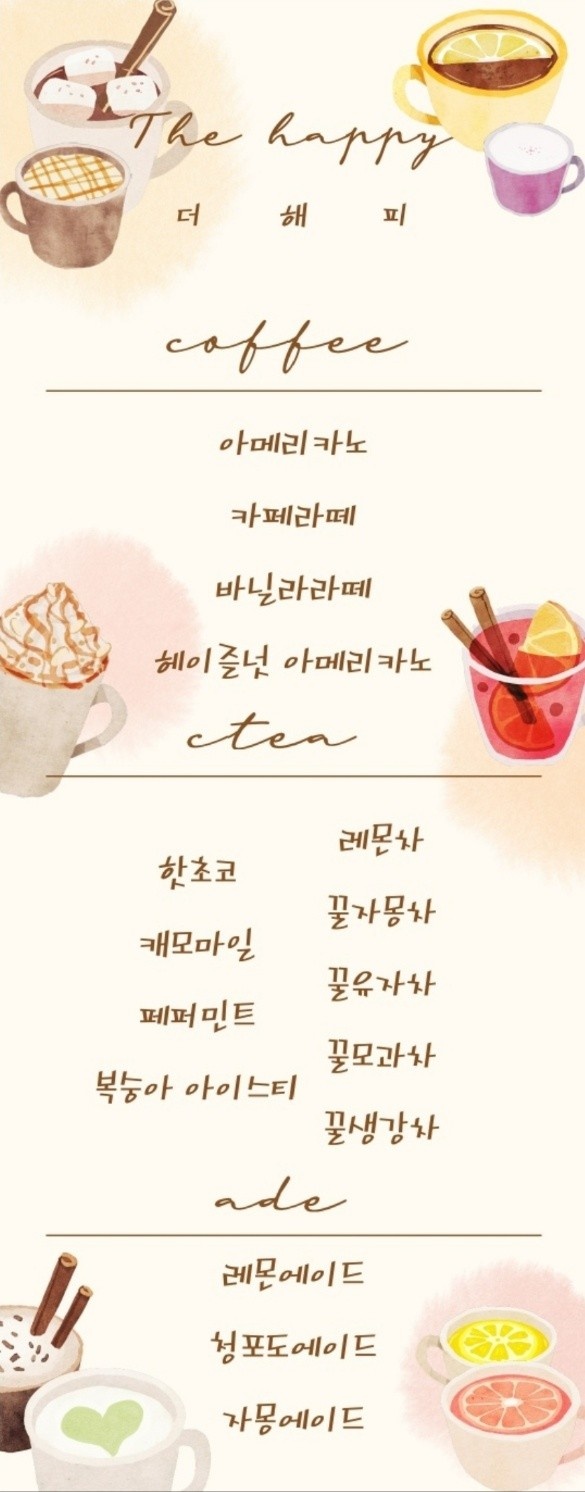 The happy
더 해 피
coffee
아메리카노
카페라떼
바닐라라떼
헤이즐넛 아메리카노
ctea
핫초코
캐모마일
페퍼민트
복숭아 아이스티
레몬차
꿀자몽차
꿀유자차
꿀모과차
꿀생강차
ade
레몬에이드
청포도에이드
자몽에이드